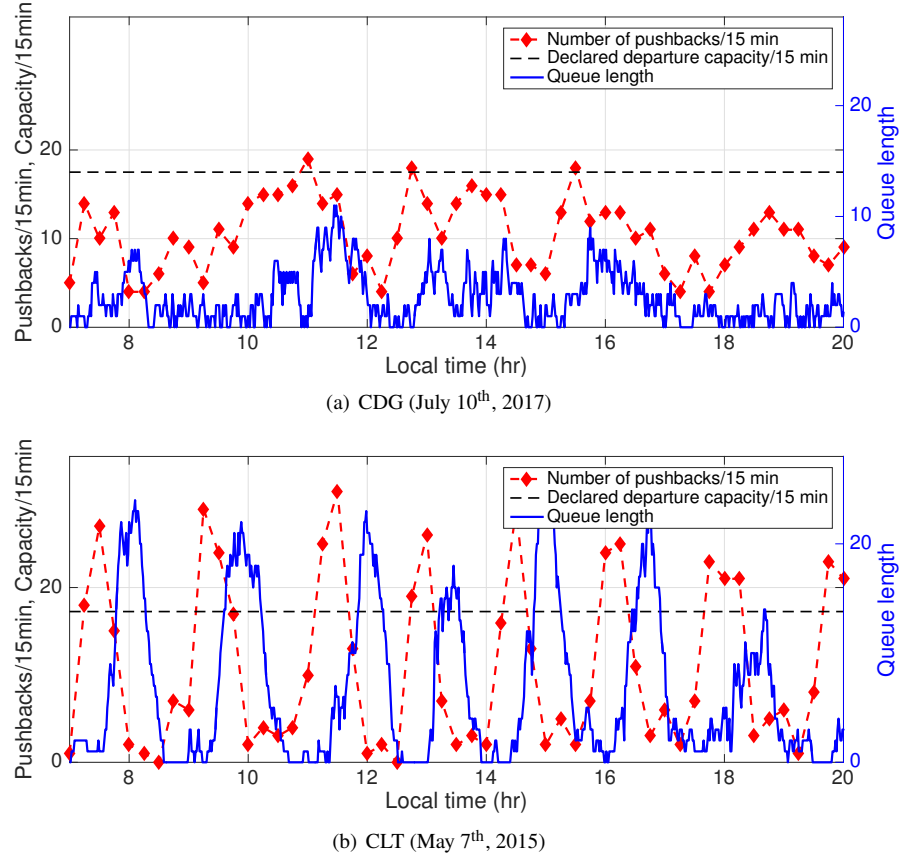 Number of pushbacks/15 min
Declared departure capacity/15 min
Queue length
Pushbacks/15min, Capacity/15min
Queue length
20
10
0
20
10
0
8 10 12 14 16 18 20
Local time (hr)
(a) CDG (July 10th, 2017)
Number of pushbacks/15 min
Declared departure capacity/15 min
Queue length
Pushbacks/15min, Capacity/15min
Queue length
20
0
20
0
8 10 12 14 16 18 20
Local time (hr)
(b) CLT (May 7th, 2015)